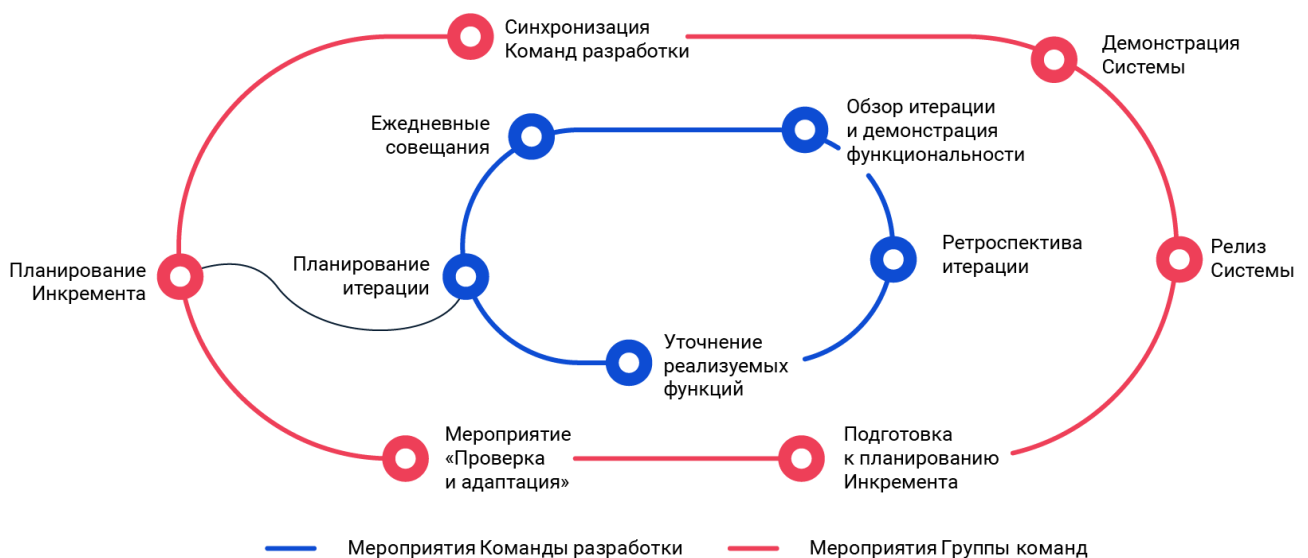 Синхронизация
Команд разработки
Демонстрация
Системы
Ежедневные
совещания
Обзор итерации
и демонстрация
функциональности
Планирование
Инкремента
Планирование
итерации
Ретроспектива
итерации
Релиз
Системы
Уточнение
реализуемых
функций
Мероприятие
«Проверка
и адаптация»
Подготовка
к планированию
Инкремента
Мероприятия Команды разработки
Мероприятия Группы команд